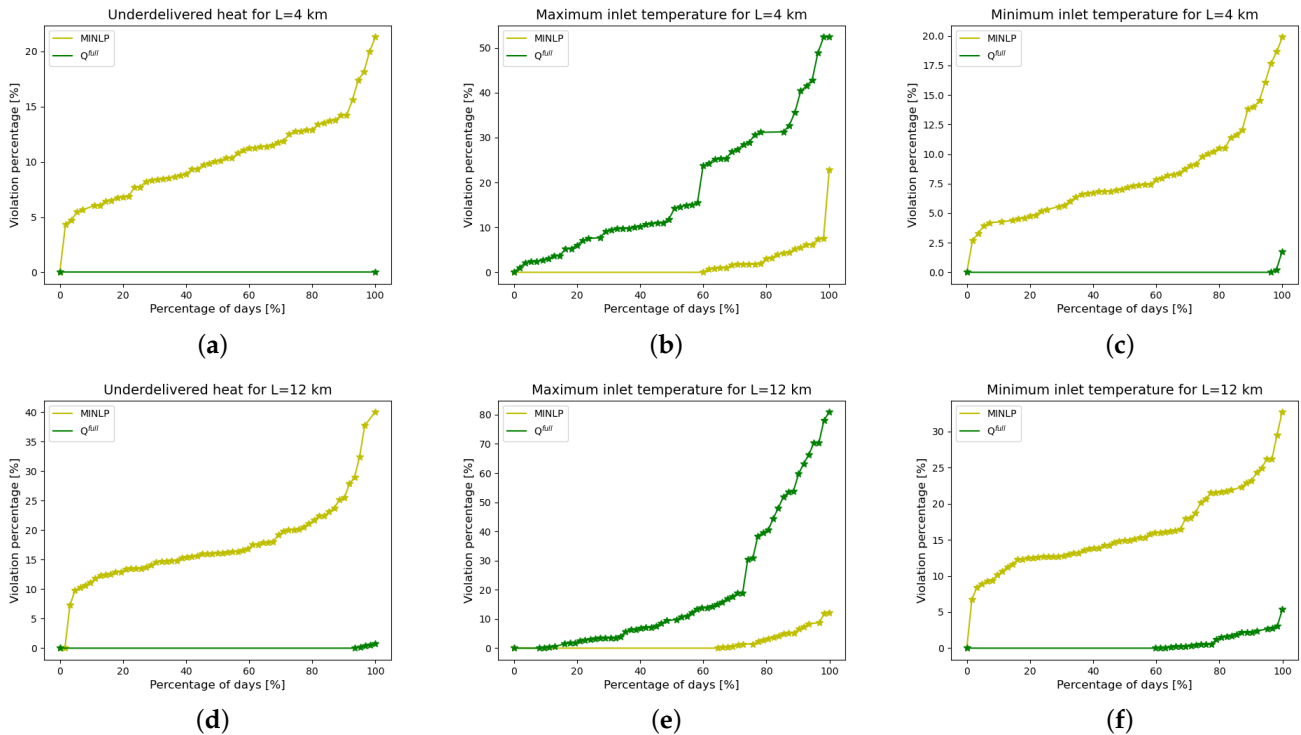 Underdelivered heat for L=4 km
MINLP
Q^full
Violation percentage [%]
20
15
10
5
0
0 20 40 60 80 100
Percentage of days [%]
(a)
Maximum inlet temperature for L=4 km
MINLP
Q^full
Violation percentage [%]
50
40
30
20
10
0
0 20 40 60 80 100
Percentage of days [%]
(b)
Minimum inlet temperature for L=4 km
MINLP
Q^full
Violation percentage [%]
20.0
17.5
15.0
12.5
10.0
7.5
5.0
2.5
0.0
0 20 40 60 80 100
Percentage of days [%]
(c)
Underdelivered heat for L=12 km
MINLP
Q^full
Violation percentage [%]
40
35
30
25
20
15
10
5
0
0 20 40 60 80 100
Percentage of days [%]
(d)
Maximum inlet temperature for L=12 km
MINLP
Q^full
Violation percentage [%]
80
70
60
50
40
30
20
10
0
0 20 40 60 80 100
Percentage of days [%]
(e)
Minimum inlet temperature for L=12 km
MINLP
Q^full
Violation percentage [%]
30
25
20
15
10
5
0
0 20 40 60 80 100
Percentage of days [%]
(f)